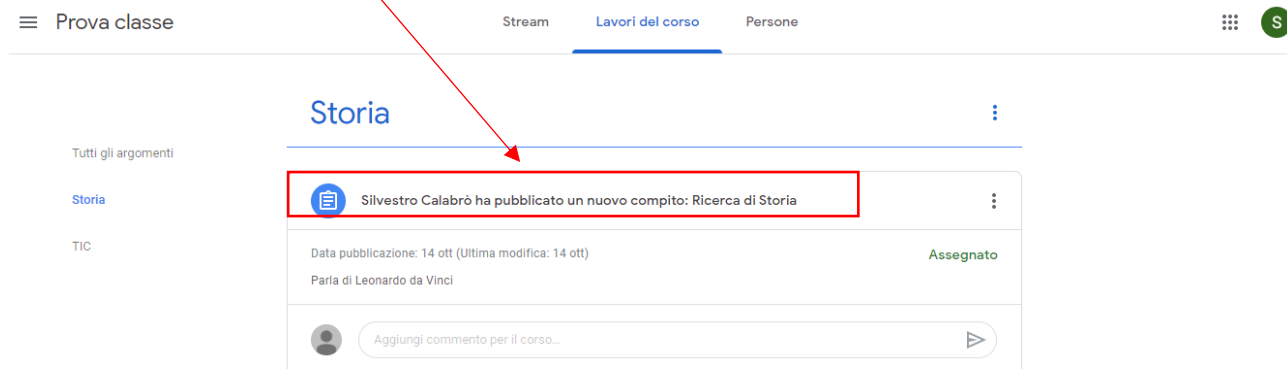 Prova classe
Stream
Lavori del corso
Persone
S
Storia
Tutti gli argomenti
Storia
TIC
Silvestro Calabrò ha pubblicato un nuovo compito: Ricerca di Storia
Data pubblicazione: 14 ott (Ultima modifica: 14 ott)
Assegnato
Parla di Leonardo da Vinci
Aggiungi commento per il corso...